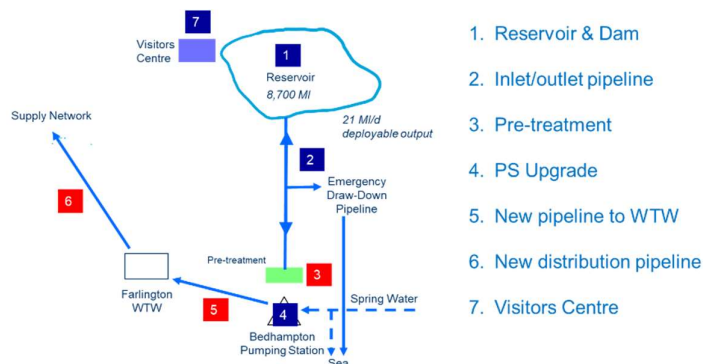 7
Visitors
Centre
1
Reservoir
8,700 Ml
21 Ml/d
deployable output
Supply Network
2
Emergency
Draw-Down
Pipeline
6
Pre-treatment
3
Farlington
WTW
5
4
Spring Water
Bedhampton
Pumping Station
Sea
1. Reservoir & Dam
2. Inlet/outlet pipeline
3. Pre-treatment
4. PS Upgrade
5. New pipeline to WTW
6. New distribution pipeline
7. Visitors Centre